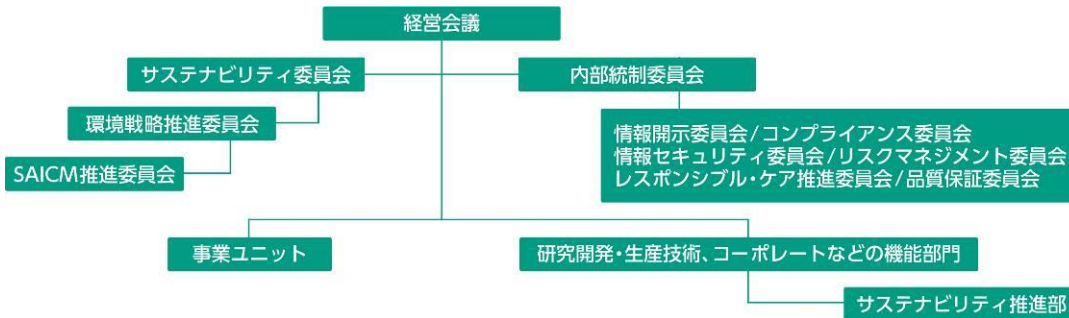 経営会議
サステナビリティ委員会
内部統制委員会
環境戦略推進委員会
SAICM推進委員会
情報開示委員会/コンプライアンス委員会
情報セキュリティ委員会/リスクマネジメント委員会
レスポンシブル・ケア推進委員会/品質保証委員会
事業ユニット
研究開発・生産技術、コーポレートなどの機能部門
サステナビリティ推進部